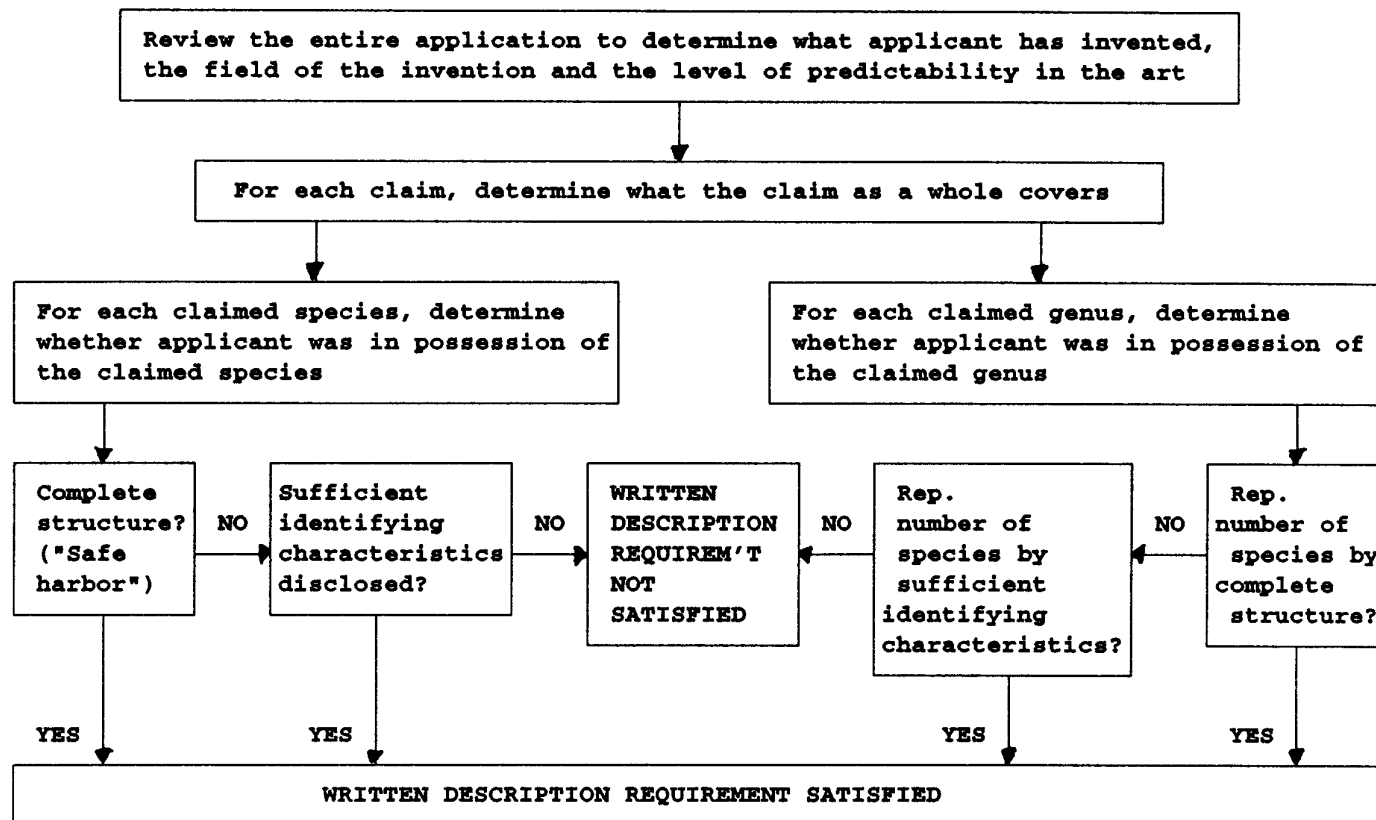 Review the entire application to determine what applicant has invented,
the field of the invention and the level of predictability in the art
For each claim, determine what the claim as a whole covers
For each claimed species, determine
whether applicant was in possession of
the claimed species
For each claimed genus, determine
whether applicant was in possession of
the claimed genus
Complete
structure?
("Safe
harbor")
NO
Sufficient
identifying
characteristics
disclosed?
NO
WRITTEN
DESCRIPTION
REQUIREM'T
NOT
SATISFIED
NO
Rep.
number of
species by
sufficient
identifying
characteristics?
NO
Rep.
number of
species by
complete
structure?
YES
YES
YES
YES
WRITTEN DESCRIPTION REQUIREMENT SATISFIED